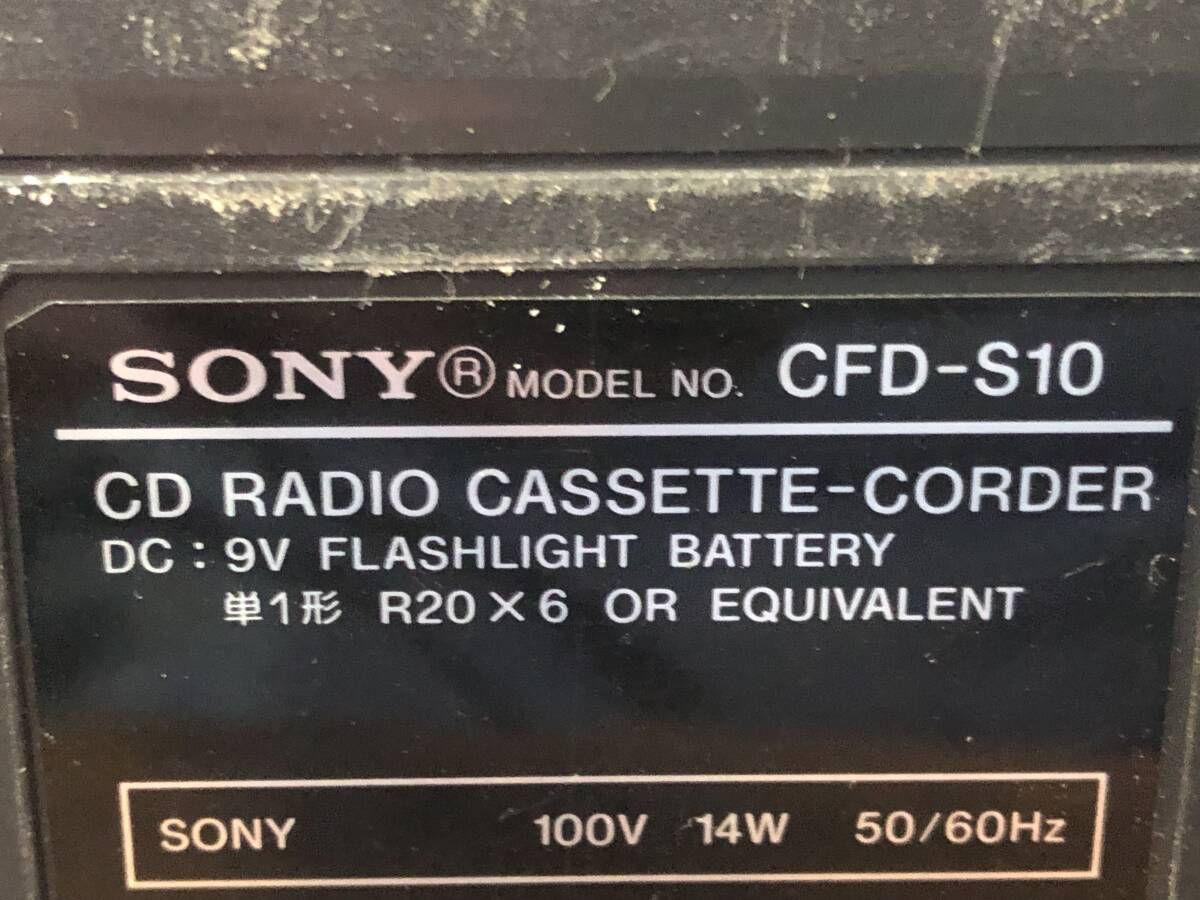 SONY® MODEL NO. CFD-S10
CD RADIO CASSETTE-CORDER
DC : 9V FLASHLIGHT BATTERY
単1形 R20×6 OR EQUIVALENT
SONY 100V 14W 50/60Hz